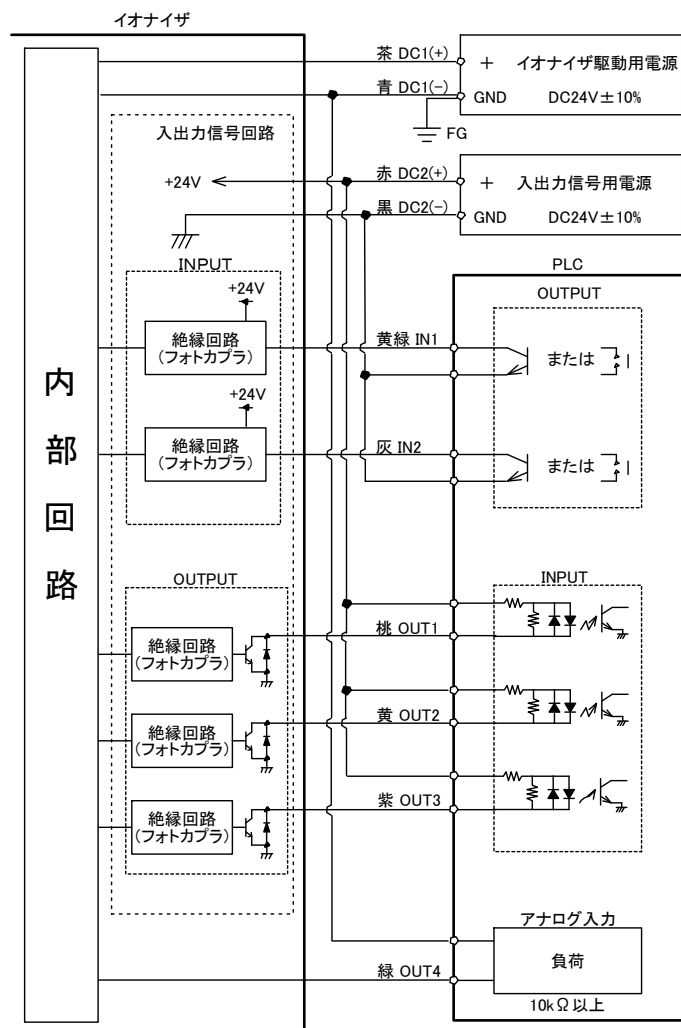 イオナイザ
茶 DC1(+)
+ イオナイザ駆動用電源
青 DC1(-)
GND DC24V±10%
FG
入出力信号回路
+24V
赤 DC2(+)
+ 入出力信号用電源
黒 DC2(-)
GND DC24V±10%
INPUT
PLC
OUTPUT
+24V
絶縁回路
(フォトカプラ)
黄緑 IN1
または
+24V
絶縁回路
(フォトカプラ)
灰 IN2
または
内部回路
OUTPUT
INPUT
絶縁回路
(フォトカプラ)
桃 OUT1
絶縁回路
(フォトカプラ)
黄 OUT2
絶縁回路
(フォトカプラ)
紫 OUT3
アナログ入力
負荷
緑 OUT4
10kΩ以上